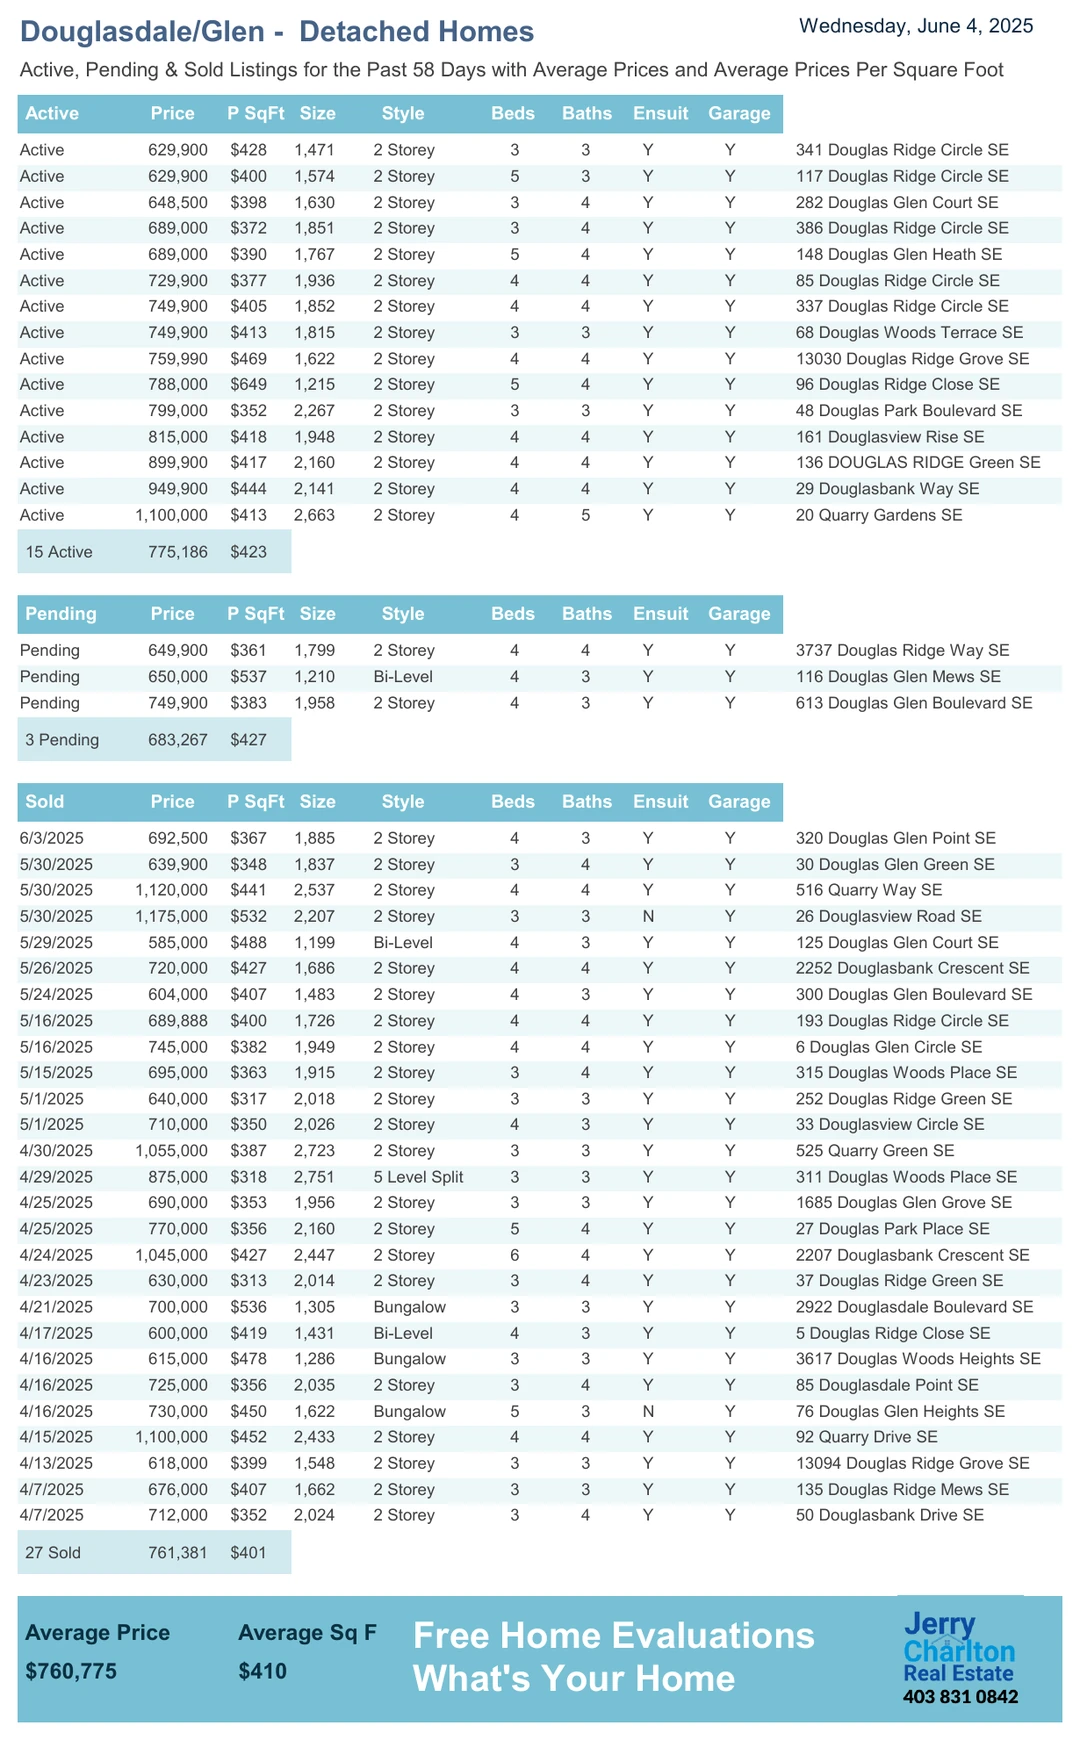 Douglasdale/Glen -  Detached Homes
Wednesday, June 4, 2025
Active, Pending & Sold Listings for the Past 58 Days with Average Prices and Average Prices Per Square Foot
Active Price P SqFt Size Style Beds Baths Ensuit Garage
Active 629,900 $428 1,471 2 Storey 3 3 Y Y 341 Douglas Ridge Circle SE
Active 629,900 $400 1,574 2 Storey 5 3 Y Y 117 Douglas Ridge Circle SE
Active 648,500 $398 1,630 2 Storey 3 4 Y Y 282 Douglas Glen Court SE
Active 689,000 $372 1,851 2 Storey 3 4 Y Y 386 Douglas Ridge Circle SE
Active 689,000 $390 1,767 2 Storey 5 4 Y Y 148 Douglas Glen Heath SE
Active 729,900 $377 1,936 2 Storey 4 4 Y Y 85 Douglas Ridge Circle SE
Active 749,900 $405 1,852 2 Storey 4 4 Y Y 337 Douglas Ridge Circle SE
Active 749,900 $413 1,815 2 Storey 3 3 Y Y 68 Douglas Woods Terrace SE
Active 759,990 $469 1,622 2 Storey 4 4 Y Y 13030 Douglas Ridge Grove SE
Active 788,000 $649 1,215 2 Storey 5 4 Y Y 96 Douglas Ridge Close SE
Active 799,000 $352 2,267 2 Storey 3 3 Y Y 48 Douglas Park Boulevard SE
Active 815,000 $418 1,948 2 Storey 4 4 Y Y 161 Douglasview Rise SE
Active 899,900 $417 2,160 2 Storey 4 4 Y Y 136 DOUGLAS RIDGE Green SE
Active 949,900 $444 2,141 2 Storey 4 4 Y Y 29 Douglasbank Way SE
Active 1,100,000 $413 2,663 2 Storey 4 5 Y Y 20 Quarry Gardens SE
15 Active 775,186 $423
Pending Price P SqFt Size Style Beds Baths Ensuit Garage
Pending 649,900 $361 1,799 2 Storey 4 4 Y Y 3737 Douglas Ridge Way SE
Pending 650,000 $537 1,210 Bi-Level 4 3 Y Y 116 Douglas Glen Mews SE
Pending 749,900 $383 1,958 2 Storey 4 3 Y Y 613 Douglas Glen Boulevard SE
3 Pending 683,267 $427
Sold Price P SqFt Size Style Beds Baths Ensuit Garage
6/3/2025 692,500 $367 1,885 2 Storey 4 3 Y Y 320 Douglas Glen Point SE
5/30/2025 639,900 $348 1,837 2 Storey 3 4 Y Y 30 Douglas Glen Green SE
5/30/2025 1,120,000 $441 2,537 2 Storey 4 4 Y Y 516 Quarry Way SE
5/30/2025 1,175,000 $532 2,207 2 Storey 3 3 N Y 26 Douglasview Road SE
5/29/2025 585,000 $488 1,199 Bi-Level 4 3 Y Y 125 Douglas Glen Court SE
5/26/2025 720,000 $427 1,686 2 Storey 4 4 Y Y 2252 Douglasbank Crescent SE
5/24/2025 604,000 $407 1,483 2 Storey 4 3 Y Y 300 Douglas Glen Boulevard SE
5/16/2025 689,888 $400 1,726 2 Storey 4 4 Y Y 193 Douglas Ridge Circle SE
5/16/2025 745,000 $382 1,949 2 Storey 4 4 Y Y 6 Douglas Glen Circle SE
5/15/2025 695,000 $363 1,915 2 Storey 3 4 Y Y 315 Douglas Woods Place SE
5/1/2025 640,000 $317 2,018 2 Storey 3 3 Y Y 252 Douglas Ridge Green SE
5/1/2025 710,000 $350 2,026 2 Storey 4 3 Y Y 33 Douglasview Circle SE
4/30/2025 1,055,000 $387 2,723 2 Storey 3 3 Y Y 525 Quarry Green SE
4/29/2025 875,000 $318 2,751 5 Level Split 3 3 Y Y 311 Douglas Woods Place SE
4/25/2025 690,000 $353 1,956 2 Storey 3 3 Y Y 1685 Douglas Glen Grove SE
4/25/2025 770,000 $356 2,160 2 Storey 5 4 Y Y 27 Douglas Park Place SE
4/24/2025 1,045,000 $427 2,447 2 Storey 6 4 Y Y 2207 Douglasbank Crescent SE
4/23/2025 630,000 $313 2,014 2 Storey 3 4 Y Y 37 Douglas Ridge Green SE
4/21/2025 700,000 $536 1,305 Bungalow 3 3 Y Y 2922 Douglasdale Boulevard SE
4/17/2025 600,000 $419 1,431 Bi-Level 4 3 Y Y 5 Douglas Ridge Close SE
4/16/2025 615,000 $478 1,286 Bungalow 3 3 Y Y 3617 Douglas Woods Heights SE
4/16/2025 725,000 $356 2,035 2 Storey 3 4 Y Y 85 Douglasdale Point SE
4/16/2025 730,000 $450 1,622 Bungalow 5 3 N Y 76 Douglas Glen Heights SE
4/15/2025 1,100,000 $452 2,433 2 Storey 4 4 Y Y 92 Quarry Drive SE
4/13/2025 618,000 $399 1,548 2 Storey 3 3 Y Y 13094 Douglas Ridge Grove SE
4/7/2025 676,000 $407 1,662 2 Storey 3 3 Y Y 135 Douglas Ridge Mews SE
4/7/2025 712,000 $352 2,024 2 Storey 3 4 Y Y 50 Douglasbank Drive SE
27 Sold 761,381 $401
Average Price Average Sq F
$760,775 $410
Free Home Evaluations
What's Your Home
Jerry
Charlton
Real Estate
403 831 0842